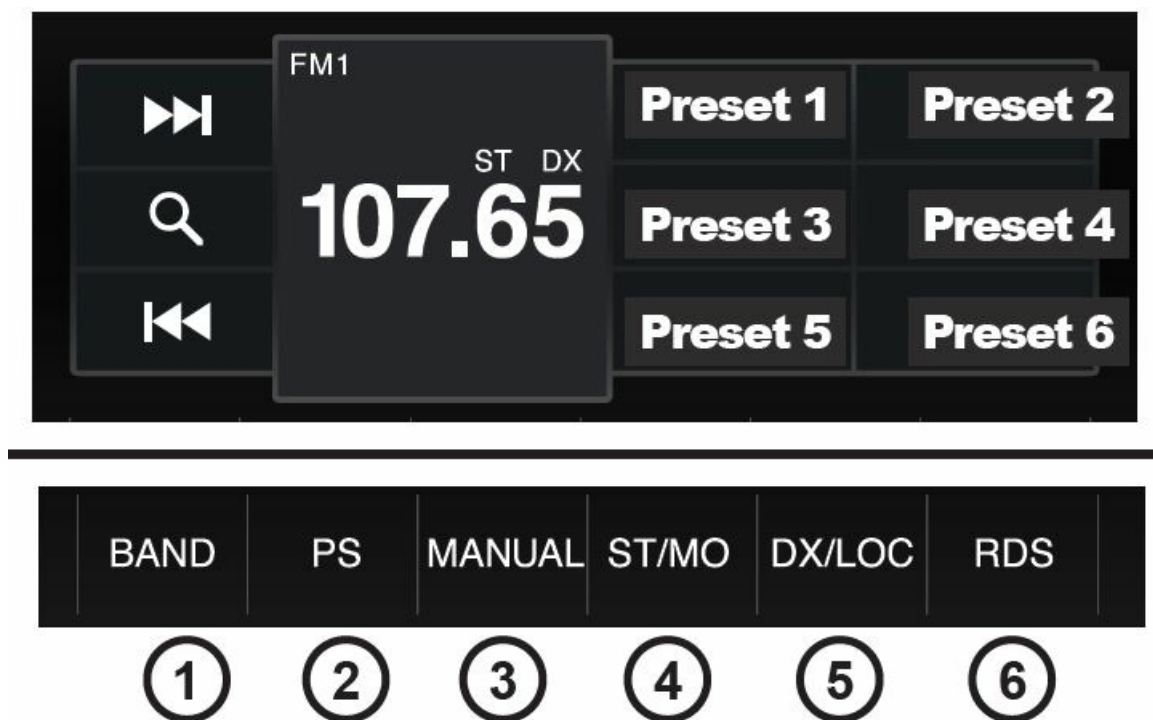 FM1
ST DX
107.65
Preset 1 Preset 2
Preset 3 Preset 4
Preset 5 Preset 6
BAND PS MANUAL ST/MO DX/LOC RDS
1 2 3 4 5 6